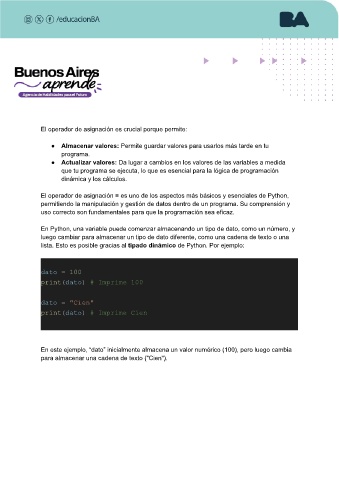 /educacionBA
BA
Buenos Aires
aprende
Agencia de Habilidades para el Futuro
El operador de asignación es crucial porque permite:
● Almacenar valores: Permite guardar valores para usarlos más tarde en tu
programa.
● Actualizar valores: Da lugar a cambios en los valores de las variables a medida
que tu programa se ejecuta, lo que es esencial para la lógica de programación
dinámica y los cálculos.
El operador de asignación = es uno de los aspectos más básicos y esenciales de Python,
permitiendo la manipulación y gestión de datos dentro de un programa. Su comprensión y
uso correcto son fundamentales para que la programación sea eficaz.
En Python, una variable puede comenzar almacenando un tipo de dato, como un número, y
luego cambiar para almacenar un tipo de dato diferente, como una cadena de texto o una
lista. Esto es posible gracias al tipado dinámico de Python. Por ejemplo:
dato = 100
print(dato) # Imprime 100
dato = "Cien"
print(dato) # Imprime Cien
En este ejemplo, "dato" inicialmente almacena un valor numérico (100), pero luego cambia
para almacenar una cadena de texto ("Cien").